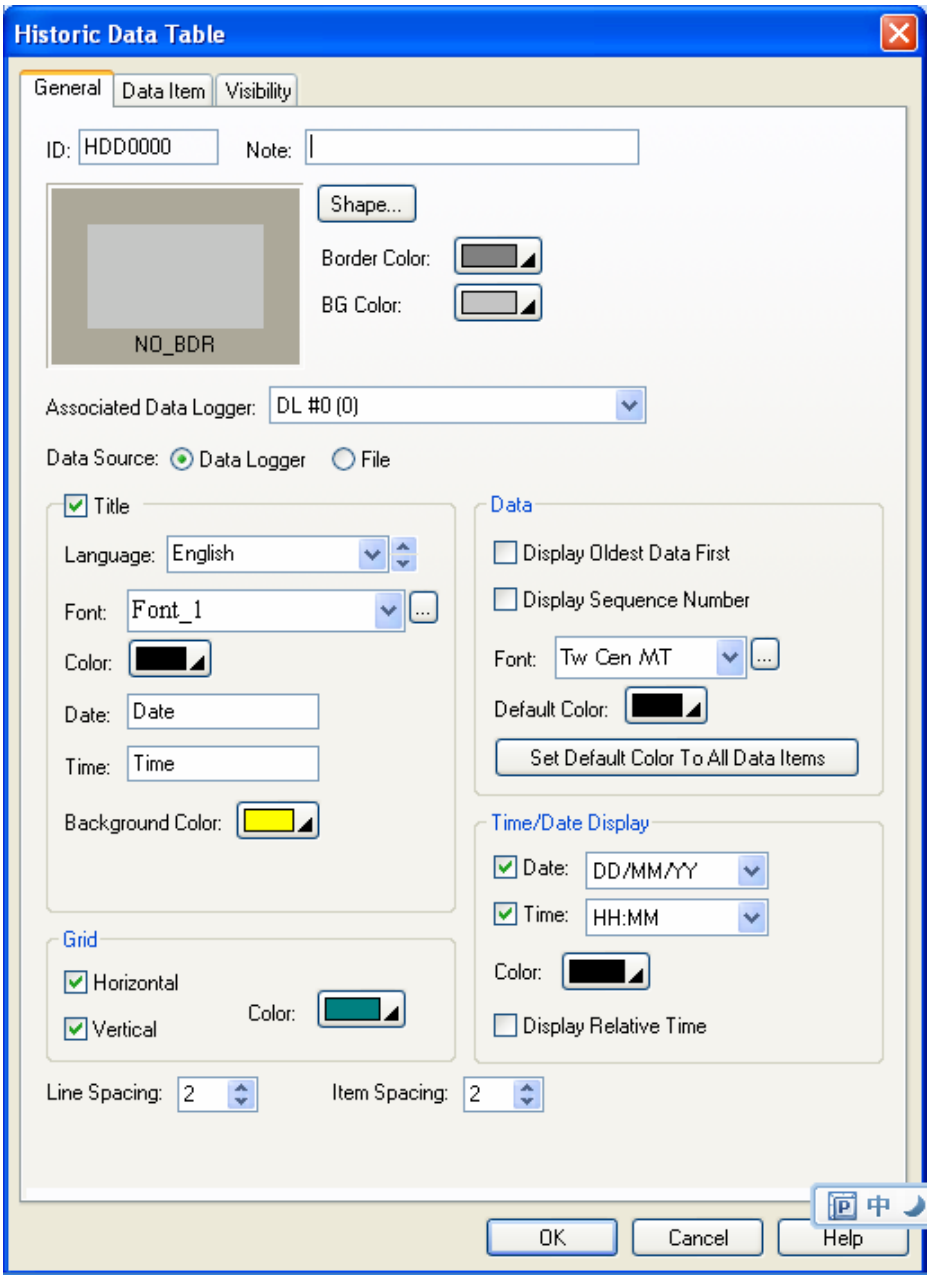 Historic Data Table
General Data Item Visibility
ID: HDD0000 Note:
Shape...
Border Color:
BG Color:
NO_BDR
Associated Data Logger: DL #0 (0)
Data Source: Data Logger File
Title
Language: English
Font: Font_1 ...
Color:
Date: Date
Time: Time
Background Color:
Data
Display Oldest Data First
Display Sequence Number
Font: Tw Cen MT ...
Default Color:
Set Default Color To All Data Items
Time/Date Display
Date: DD/MM/YY
Time: HH:MM
Color:
Display Relative Time
Grid
Horizontal
Vertical
Color:
Line Spacing: 2 Item Spacing: 2
P 中
OK Cancel Help